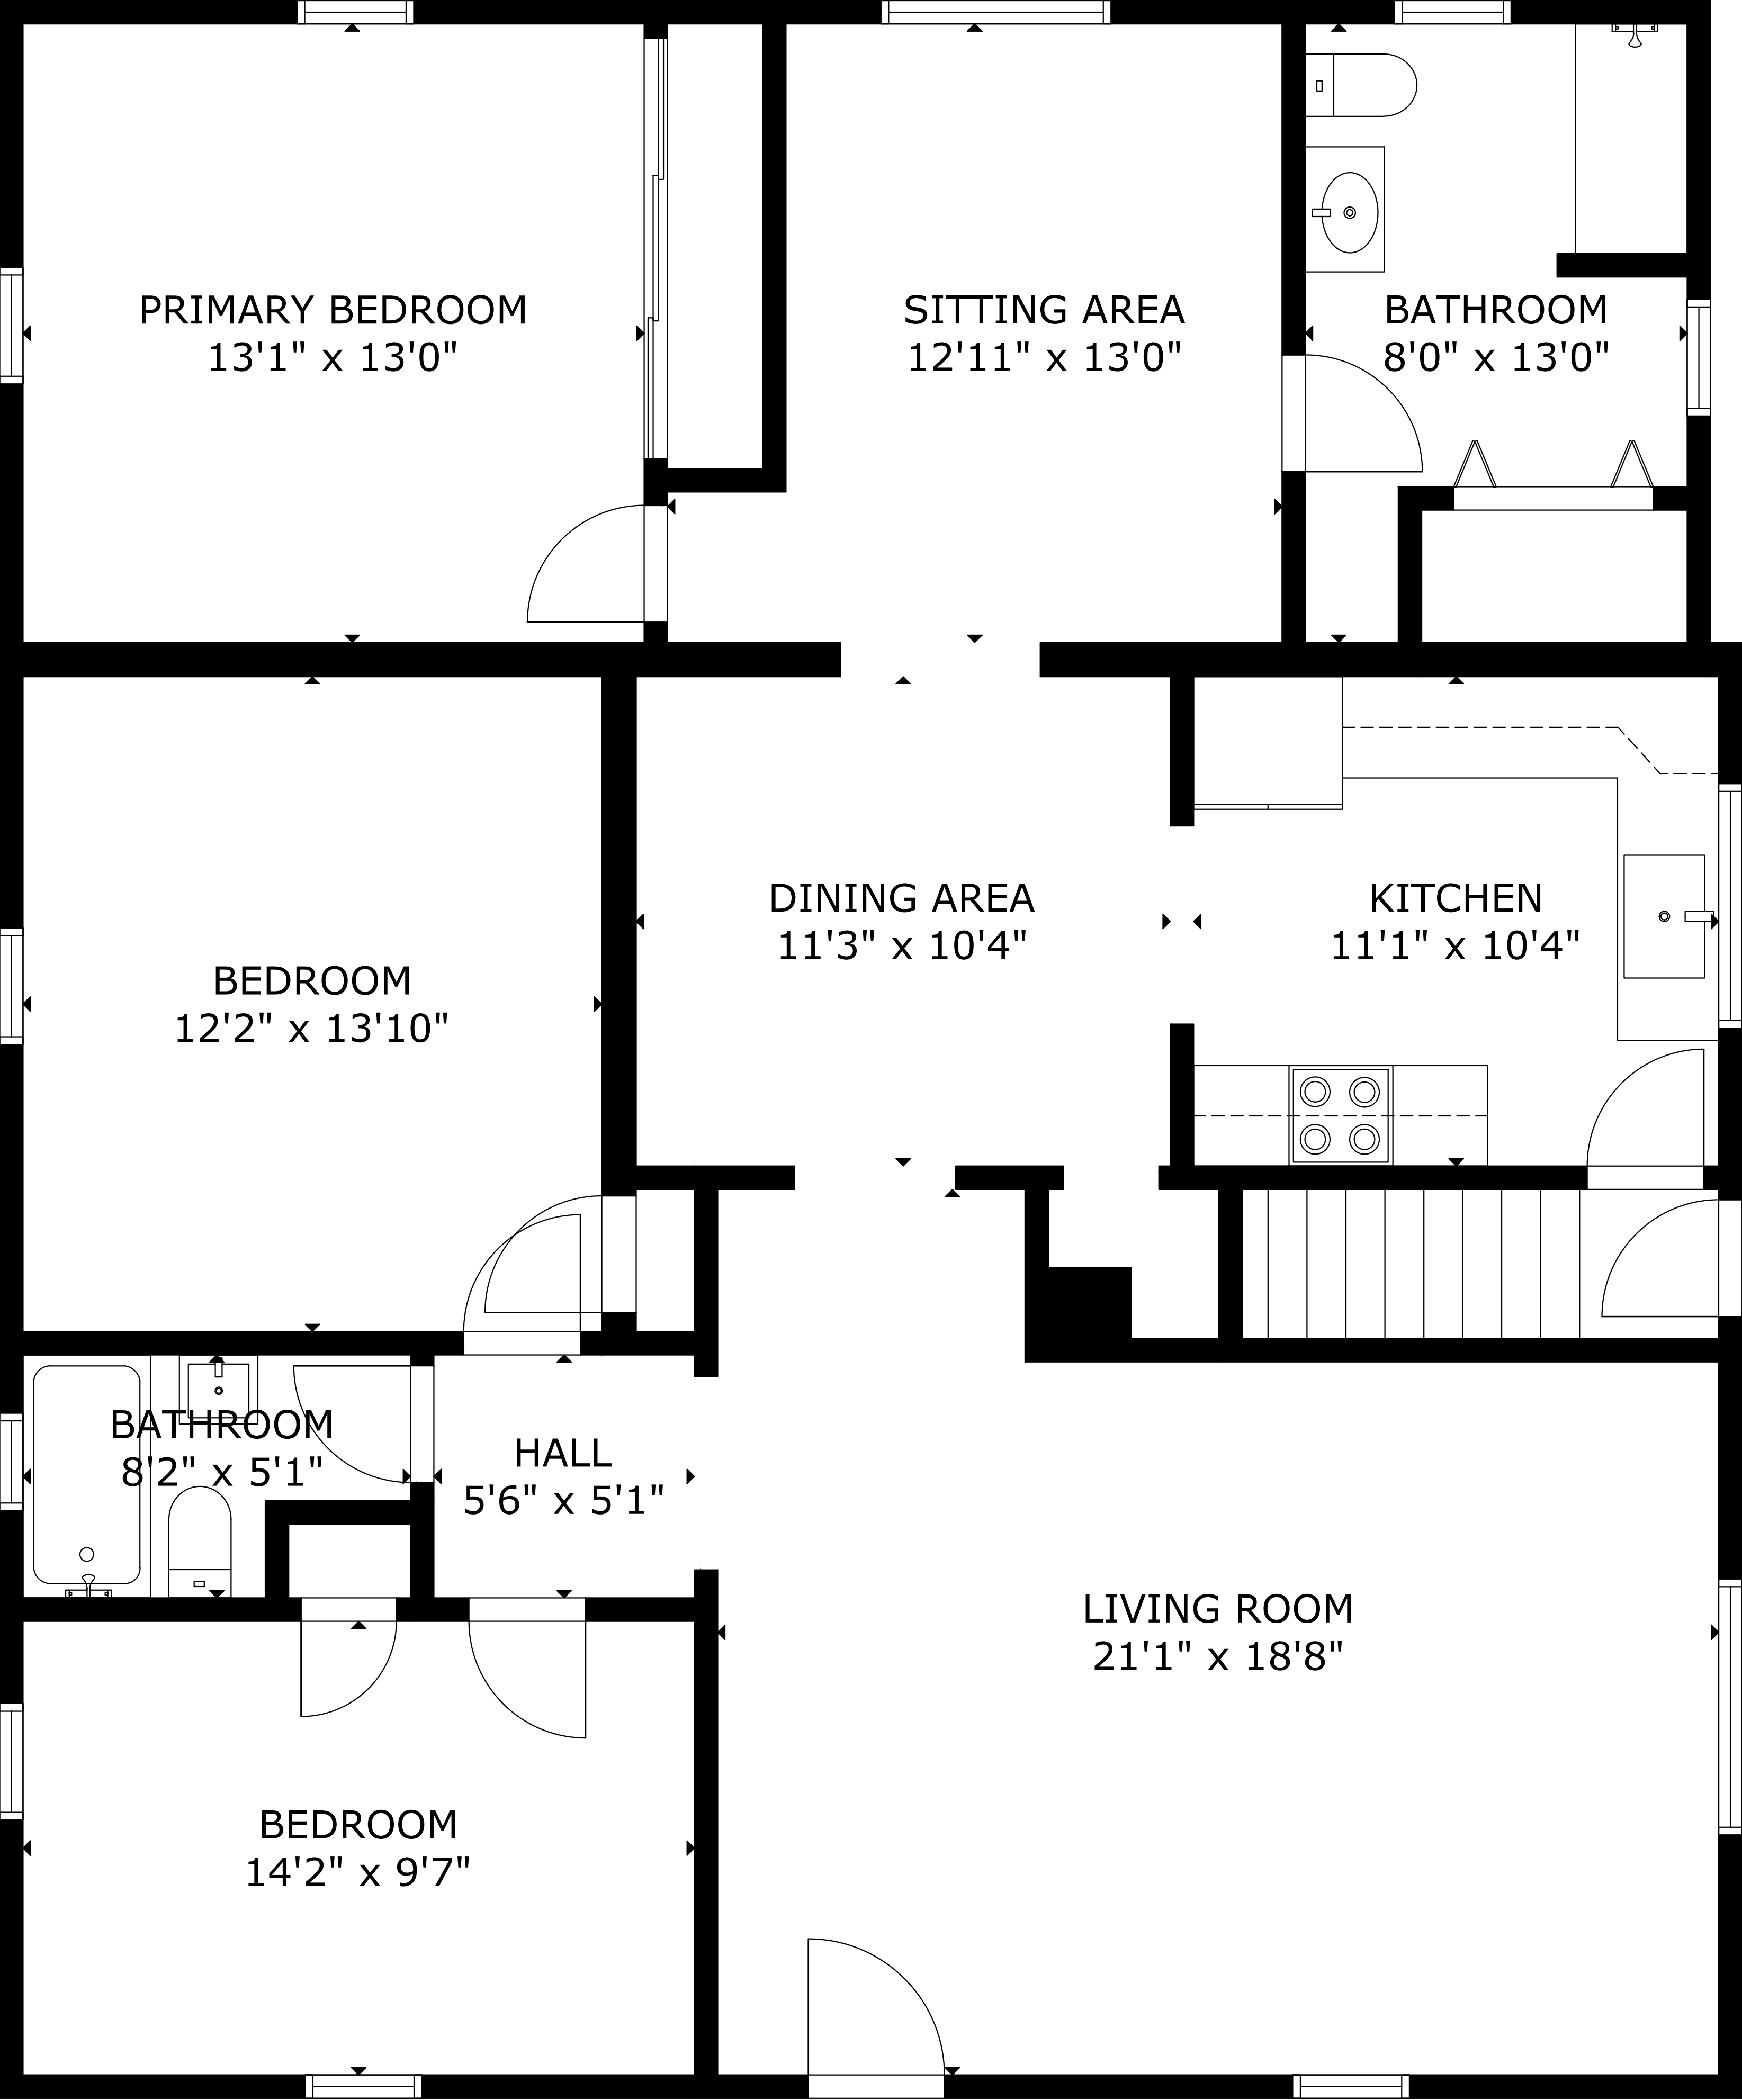 PRIMARY BEDROOM
13'1" x 13'0"
SITTING AREA
12'11" x 13'0"
BATHROOM
8'0" x 13'0"
DINING AREA
11'3" x 10'4"
KITCHEN
11'1" x 10'4"
BEDROOM
12'2" x 13'10"
BATHROOM
8'2" x 5'1"
HALL
5'6" x 5'1"
LIVING ROOM
21'1" x 18'8"
BEDROOM
14'2" x 9'7"